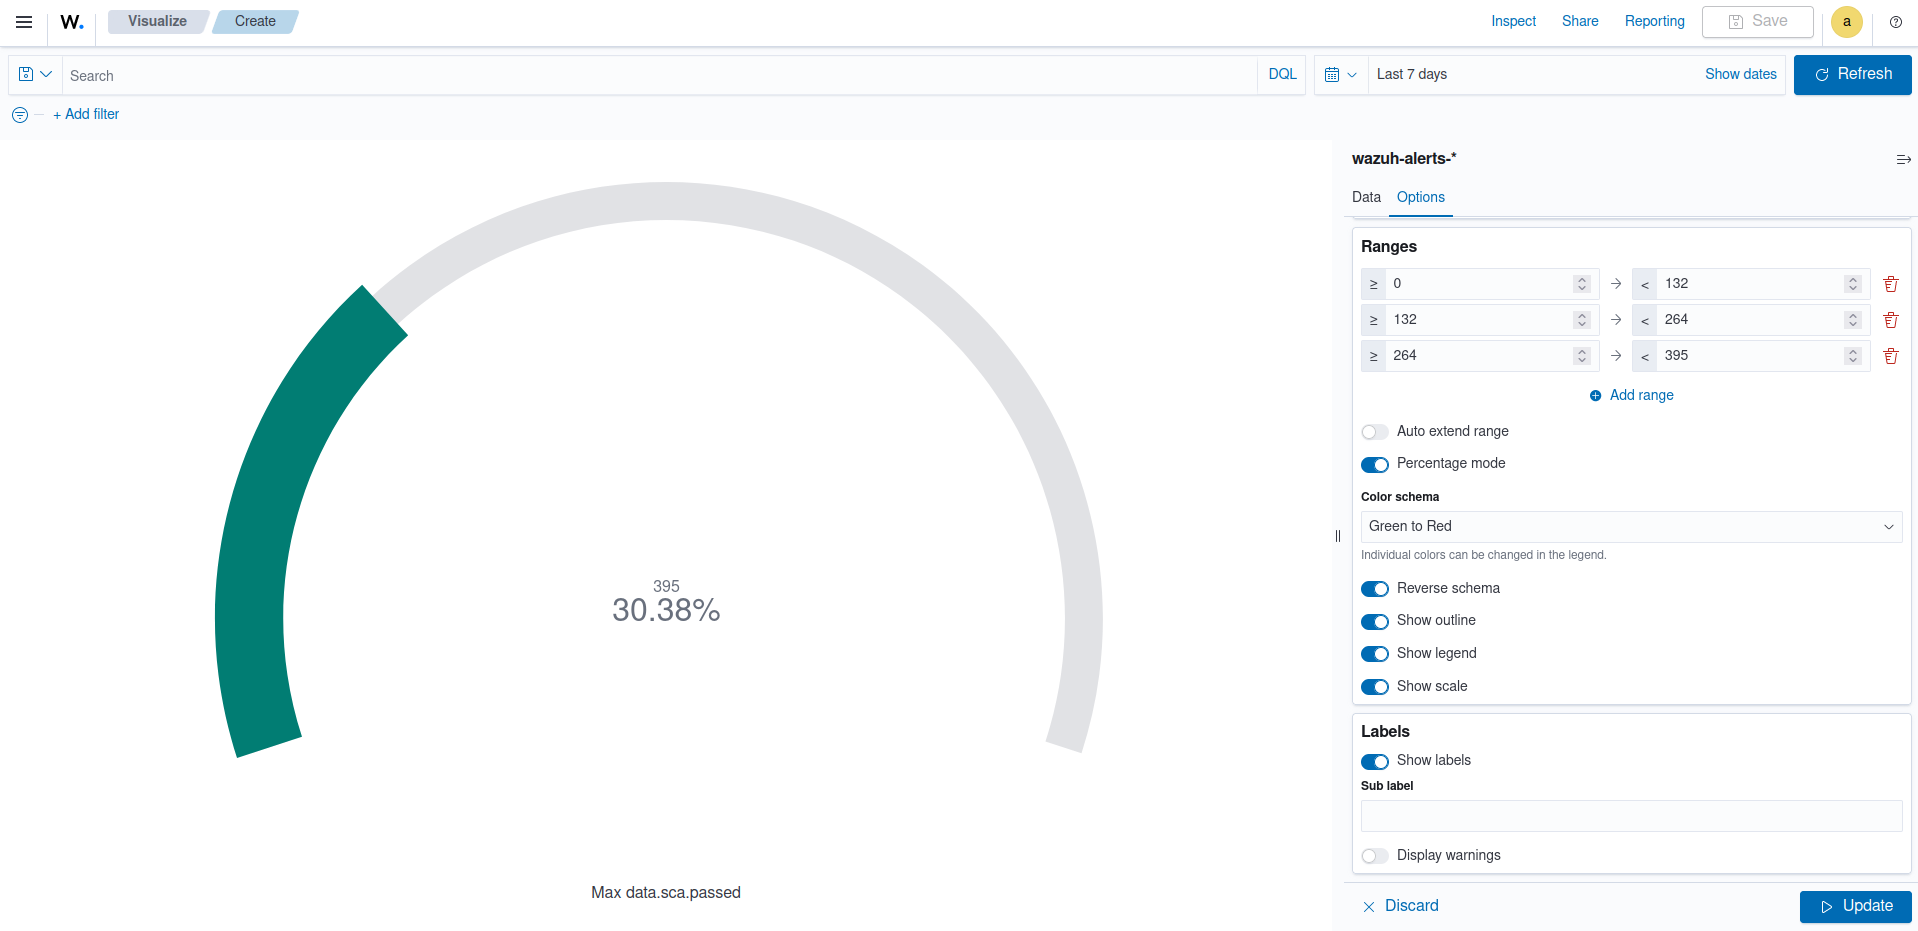 W. Visualize Create Inspect Share Reporting Save a
Search DQL Last 7 days Show dates Refresh
+ Add filter
395
30.38%
Max data.sca.passed
wazuh-alerts-*
Data Options
Ranges
≥ 0 → < 132
≥ 132 → < 264
≥ 264 → < 395
Add range
Auto extend range
Percentage mode
Color schema
Green to Red
Individual colors can be changed in the legend.
Reverse schema
Show outline
Show legend
Show scale
Labels
Show labels
Sub label
Display warnings
Discard Update